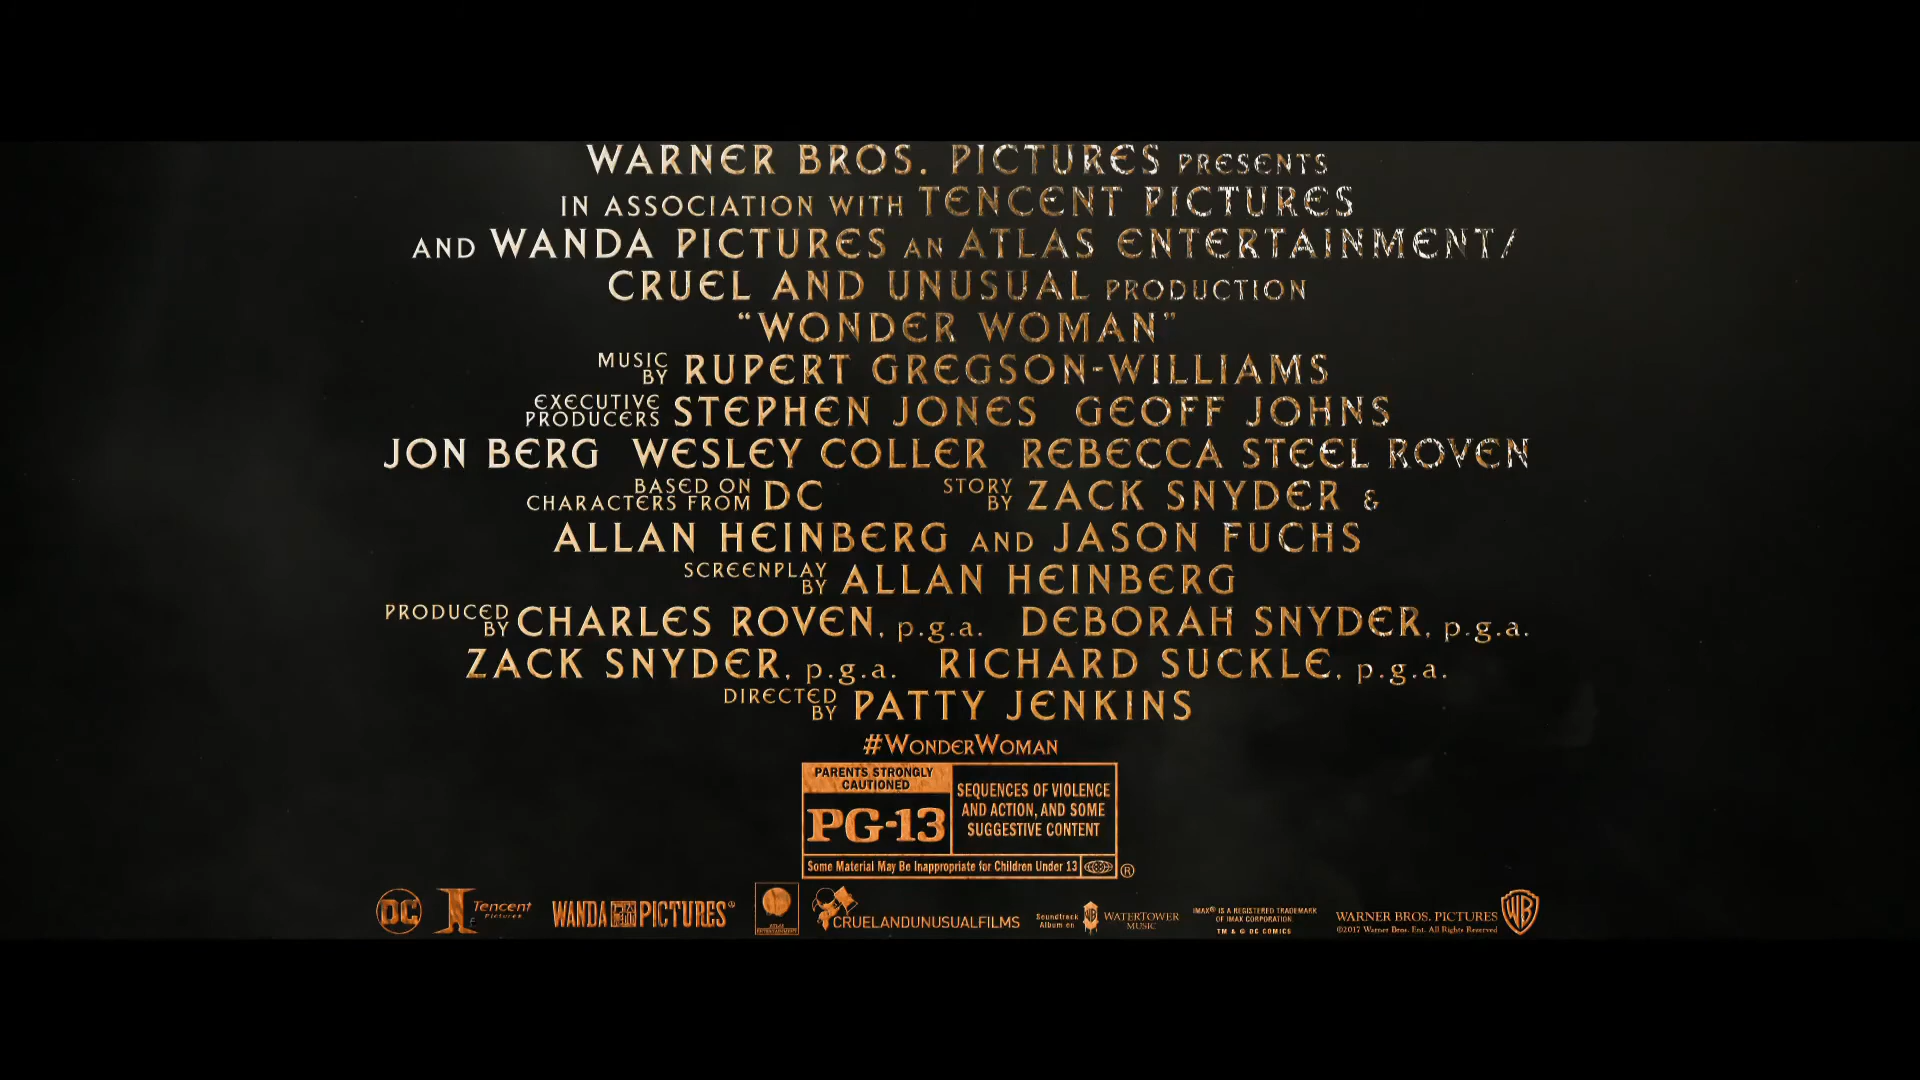 WARNER BROS. PICTURES PRESENTS
IN ASSOCIATION WITH TENCENT PICTURES
AND WANDA PICTURES AN ATLAS ENTERTAINMENT/
CRUEL AND UNUSUAL PRODUCTION
“WONDER WOMAN”
MUSIC BY RUPERT GREGSON-WILLIAMS
EXECUTIVE PRODUCERS STEPHEN JONES GEOFF JOHNS
JON BERG WESLEY COLLER REBECCA STEEL ROVEN
BASED ON CHARACTERS FROM DC STORY BY ZACK SNYDER &
ALLAN HEINBERG AND JASON FUCHS
SCREENPLAY BY ALLAN HEINBERG
PRODUCED BY CHARLES ROVEN, p.g.a. DEBORAH SNYDER, p.g.a.
ZACK SNYDER, p.g.a. RICHARD SUCKLE, p.g.a.
DIRECTED BY PATTY JENKINS
#WONDERWOMAN
PARENTS STRONGLY CAUTIONED
PG-13
SEQUENCES OF VIOLENCE
AND ACTION, AND SOME
SUGGESTIVE CONTENT
Some Material May Be Inappropriate for Children Under 13
®
DC
Tencent
Pictures
WANDA PICTURES
ATLAS
ENTERTAINMENT
CRUELANDUNUSUALFILMS
Soundtrack
Album on
WATERTOWER
MUSIC
IMAX® IS A REGISTERED TRADEMARK
OF IMAX CORPORATION.
TM & © DC COMICS
WARNER BROS. PICTURES
©2017 Warner Bros. Ent. All Rights Reserved
WB